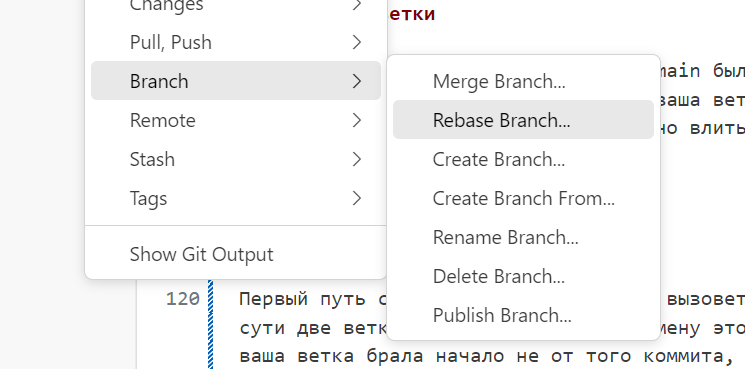 етки
Changes
Pull, Push
Branch
Remote
Stash
Tags
Show Git Output
Merge Branch...
Rebase Branch...
Create Branch...
Create Branch From...
Rename Branch...
Delete Branch...
Publish Branch...
main был
ваша вет
но влить
120 Первый путь с вызовет
сути две ветк мену это
ваша ветка брала начало не от того коммита,